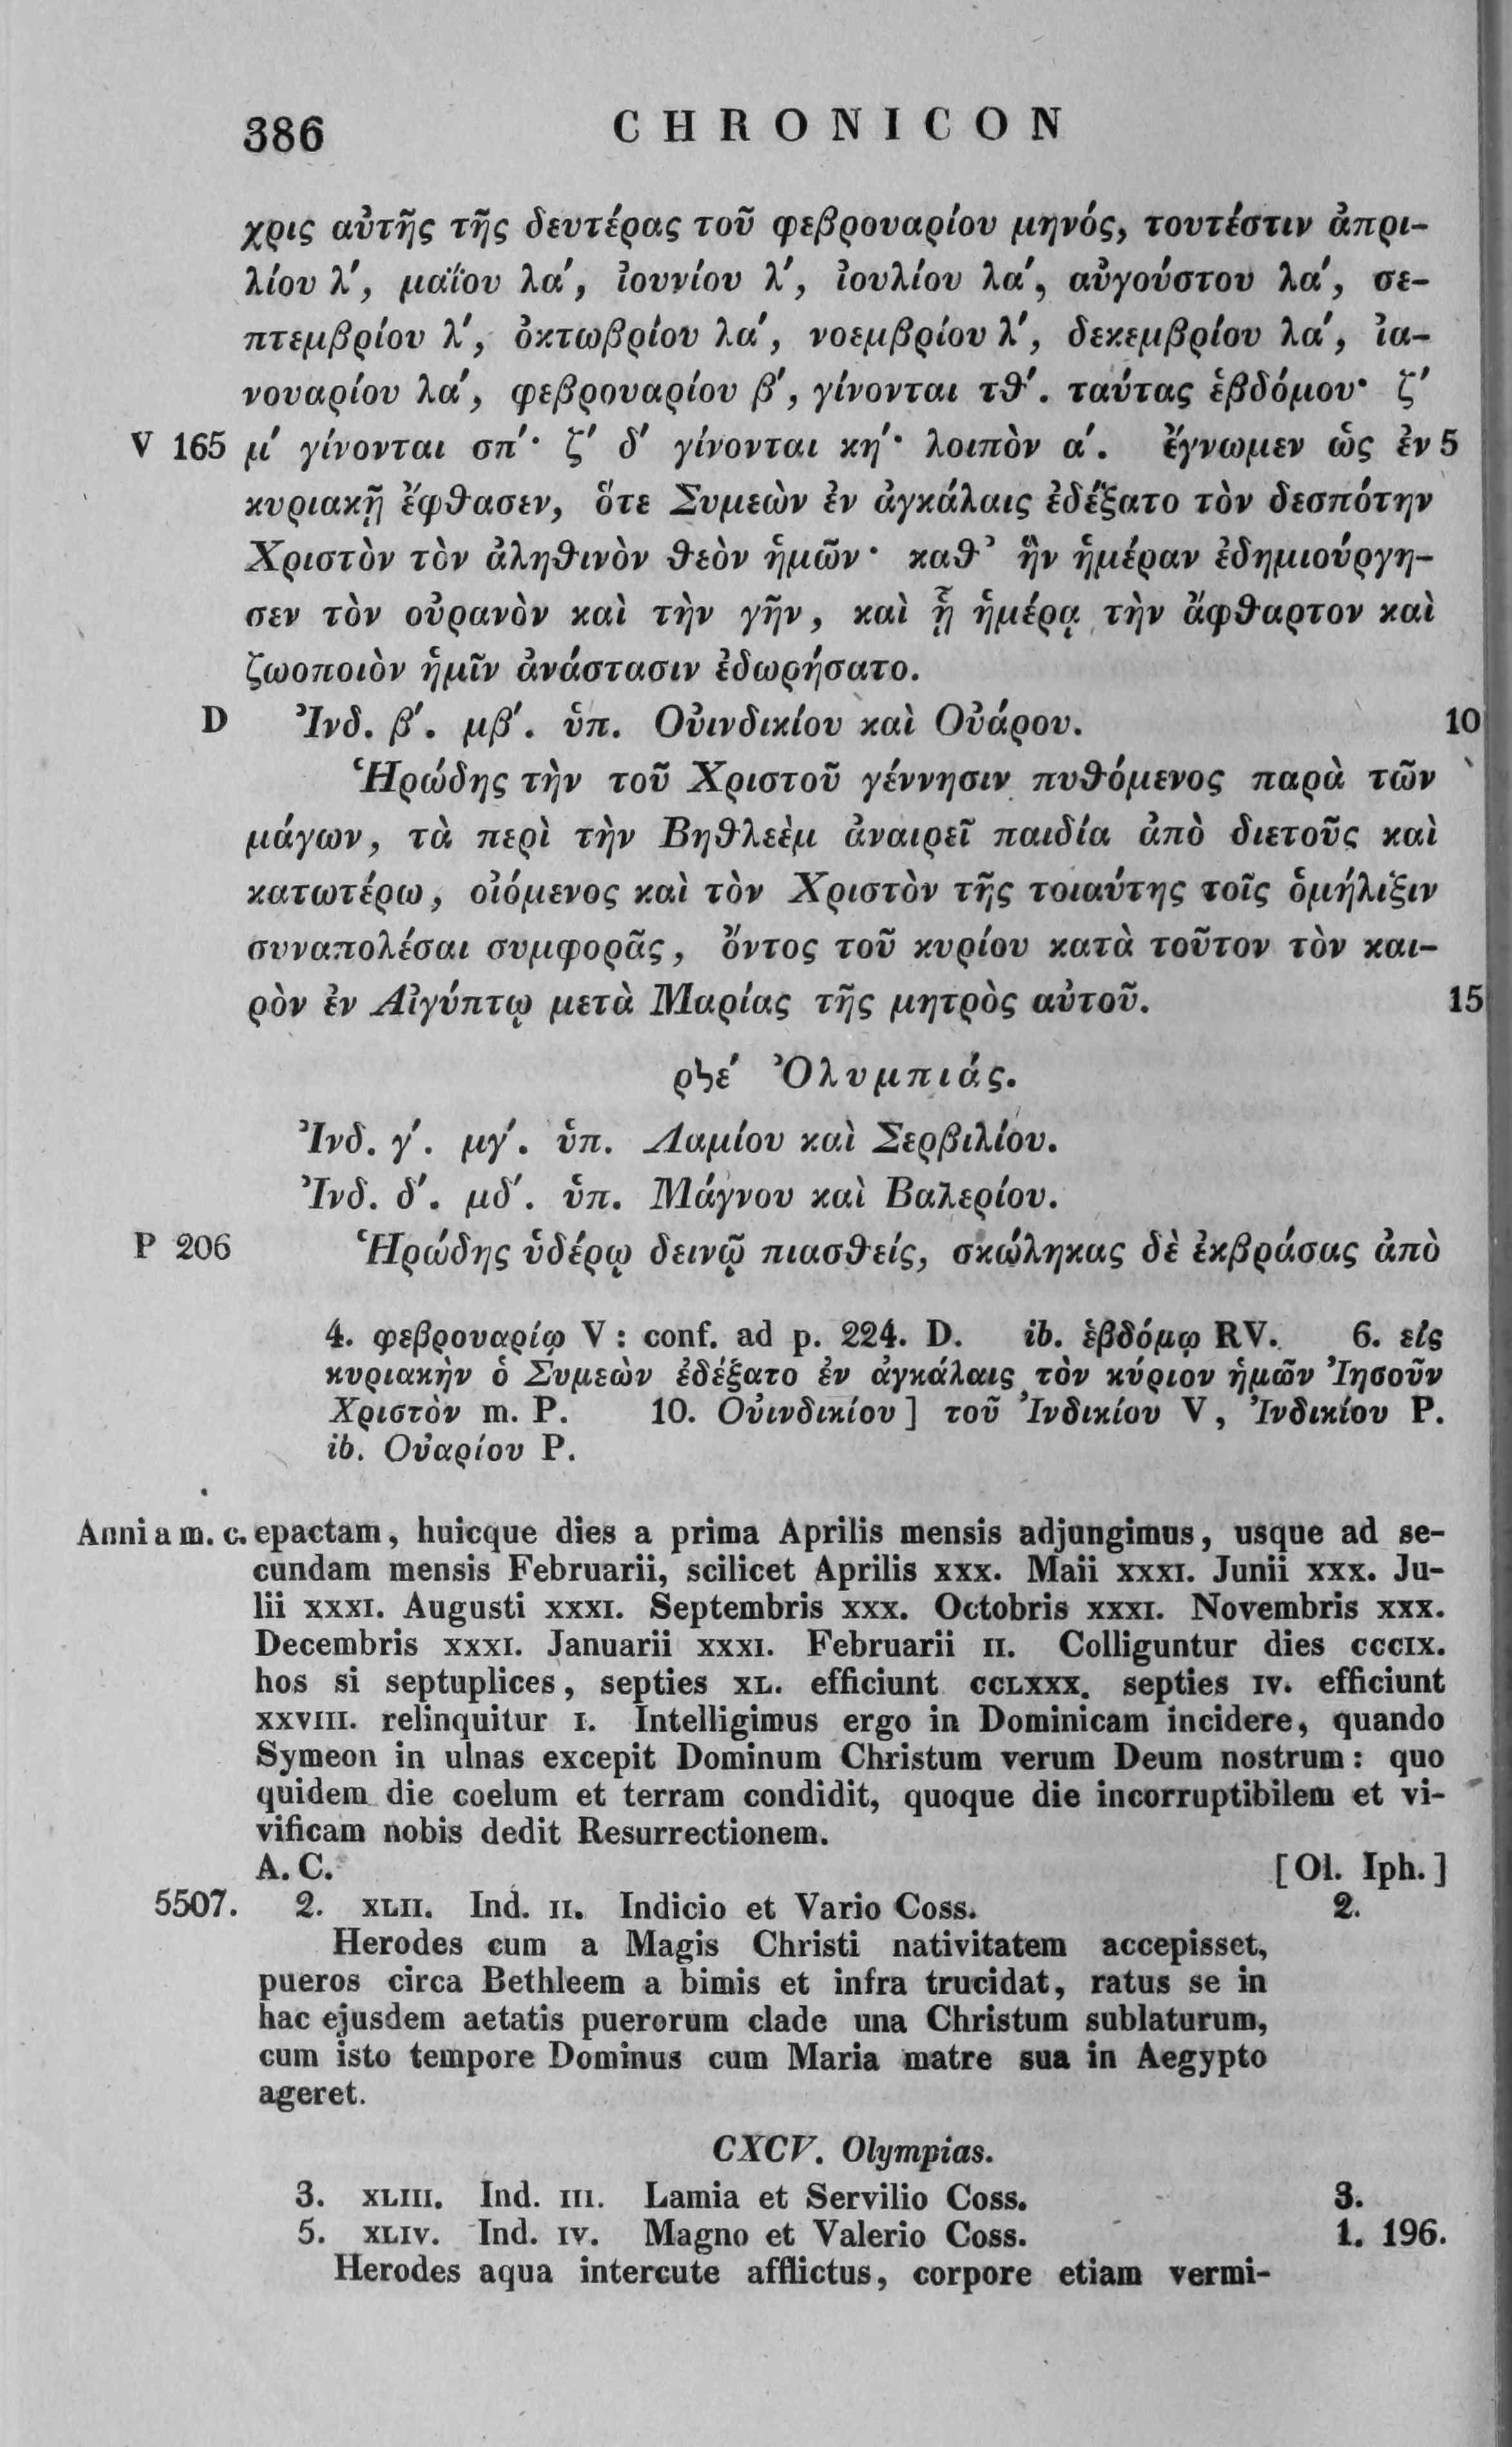 386 CHRONICON
χρις αὐτῆς τῆς δευτέρας τοῦ φεβρουαρίου μηνός, τουτέστιν ἀπρι-
λίου λ΄, μαΐου λα΄, ἰουνίου λ΄, ἰουλίου λα΄, αὐγούστου λα΄, σε-
πτεμβρίου λ΄, ὀκτωβρίου λα΄, νοεμβρίου λ΄, δεκεμβρίου λα΄, ἰα-
νουαρίου λα΄, φεβρουαρίου β΄, γίνονται τθ΄. ταύτας ἑβδόμου· ζ΄
V 165 μ΄ γίνονται σπ΄· ζ΄ δ΄ γίνονται κη΄· λοιπὸν α΄. ἔγνωμεν ὡς ἐν 5
κυριακῇ ἔφθασεν, ὅτε Συμεὼν ἐν ἀγκάλαις ἐδέξατο τὸν δεσπότην
Χριστὸν τὸν ἀληθινὸν θεὸν ἡμῶν· καθ᾽ ἣν ἡμέραν ἐδημιούργη-
σεν τὸν οὐρανὸν καὶ τὴν γῆν, καὶ ᾗ ἡμέρᾳ τὴν ἄφθαρτον καὶ
ζωοποιὸν ἡμῖν ἀνάστασιν ἐδωρήσατο.
D Ἰνδ. β΄. μβ΄. ὑπ. Οὐινδικίου καὶ Οὐάρου. 10
Ἡρώδης τὴν τοῦ Χριστοῦ γέννησιν πυθόμενος παρὰ τῶν
μάγων, τὰ περὶ τὴν Βηθλεὲμ ἀναιρεῖ παιδία ἀπὸ διετοῦς καὶ
κατωτέρω, οἰόμενος καὶ τὸν Χριστὸν τῆς τοιαύτης τοῖς ὁμήλιξιν
συναπολέσαι συμφορᾶς, ὄντος τοῦ κυρίου κατὰ τοῦτον τὸν και-
ρὸν ἐν Αἰγύπτῳ μετὰ Μαρίας τῆς μητρὸς αὐτοῦ. 15
ρϟε΄ Ὀλυμπιάς.
Ἰνδ. γ΄. μγ΄. ὑπ. Λαμίου καὶ Σερβιλίου.
Ἰνδ. δ΄. μδ΄. ὑπ. Μάγνου καὶ Βαλερίου.
P 206 Ἡρώδης ὑδέρῳ δεινῷ πιασθείς, σκώληκας δὲ ἐκβράσας ἀπὸ
4. φεβρουαρίῳ V: conf. ad p. 224. D. ib. ἑβδόμῳ RV. 6. εἰς
κυριακὴν ὁ Συμεὼν ἐδέξατο ἐν ἀγκάλαις τὸν κύριον ἡμῶν Ἰησοῦν
Χριστὸν m. P. 10. Οὐινδικίου] τοῦ Ἰνδικίου V, Ἰνδικίου P.
ib. Οὐαρίου P.
Anni a m. c. epactam, huicque dies a prima Aprilis mensis adjungimus, usque ad se-
cundam mensis Februarii, scilicet Aprilis xxx. Maii xxxi. Junii xxx. Ju-
lii xxxi. Augusti xxxi. Septembris xxx. Octobris xxxi. Novembris xxx.
Decembris xxxi. Januarii xxxi. Februarii ii. Colliguntur dies cccix.
hos si septuplices, septies xl. efficiunt cclxxx. septies iv. efficiunt
xxviii. relinquitur i. Intelligimus ergo in Dominicam incidere, quando
Symeon in ulnas excepit Dominum Christum verum Deum nostrum: quo
quidem die coelum et terram condidit, quoque die incorruptibilem et vi-
vificam nobis dedit Resurrectionem.
A. C. [Ol. Iph.]
5507. 2. xlii. Ind. ii. Indicio et Vario Coss. 2.
Herodes cum a Magis Christi nativitatem accepisset,
pueros circa Bethleem a bimis et infra trucidat, ratus se in
hac ejusdem aetatis puerorum clade una Christum sublaturum,
cum isto tempore Dominus cum Maria matre sua in Aegypto
ageret.
CXCV. Olympias.
3. xliii. Ind. iii. Lamia et Servilio Coss. 3.
5. xliv. Ind. iv. Magno et Valerio Coss. 1. 196.
Herodes aqua intercute afflictus, corpore etiam vermi-